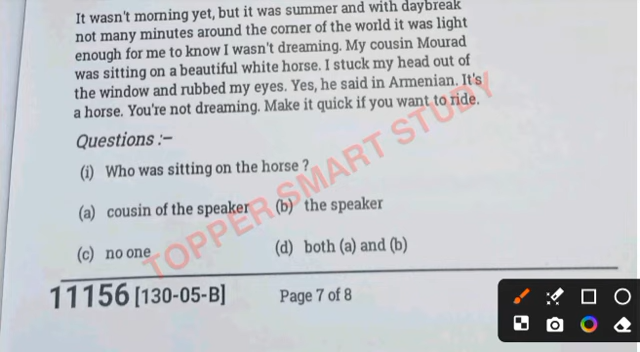 It wasn't morning yet, but it was summer and with daybreak
not many minutes around the corner of the world it was light
enough for me to know I wasn't dreaming. My cousin Mourad
was sitting on a beautiful white horse. I stuck my head out of
the window and rubbed my eyes. Yes, he said in Armenian. It's
a horse. You're not dreaming. Make it quick if you want to ride.
Questions :–
(i) Who was sitting on the horse ?
(a) cousin of the speaker (b) the speaker
(c) no one (d) both (a) and (b)
TOPPER SMART STUDY
11156 [130-05-B] Page 7 of 8